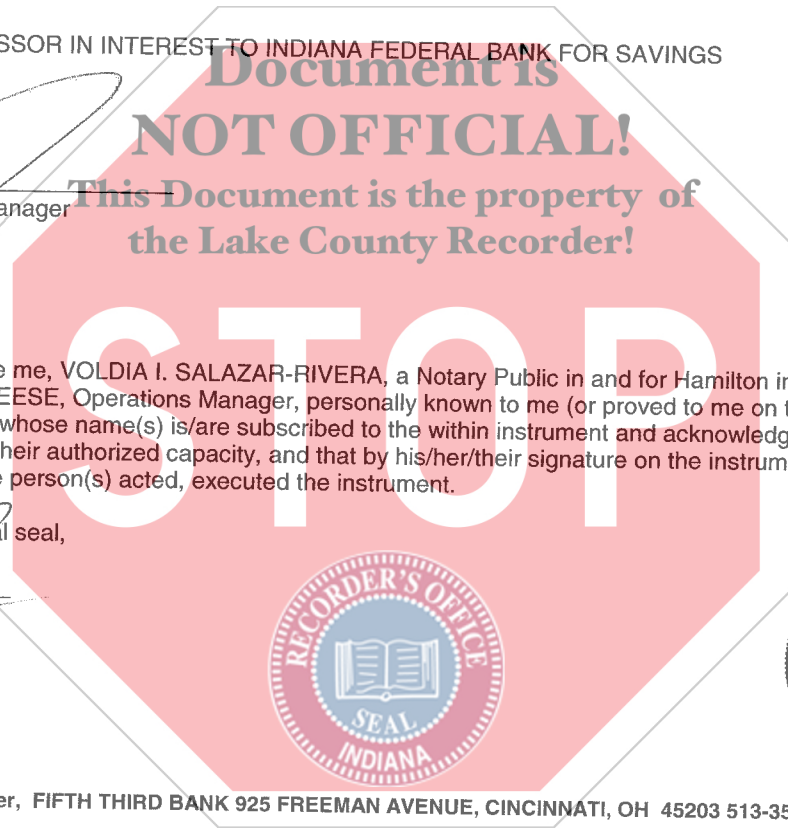 SSOR IN INTEREST TO INDIANA FEDERAL BANK FOR SAVINGS
Document is
NOT OFFICIAL!
This Document is the property of
anager
the Lake County Recorder!
STOP
e me, VOLDIA I. SALAZAR-RIVERA, a Notary Public in and for Hamilton in
EESE, Operations Manager, personally known to me (or proved to me on t
whose name(s) is/are subscribed to the within instrument and acknowledg
heir authorized capacity, and that by his/her/their signature on the instrum
e person(s) acted, executed the instrument.
al seal,
RECORDER'S OFFICE
SEAL
INDIANA
er, FIFTH THIRD BANK 925 FREEMAN AVENUE, CINCINNATI, OH 45203 513-35